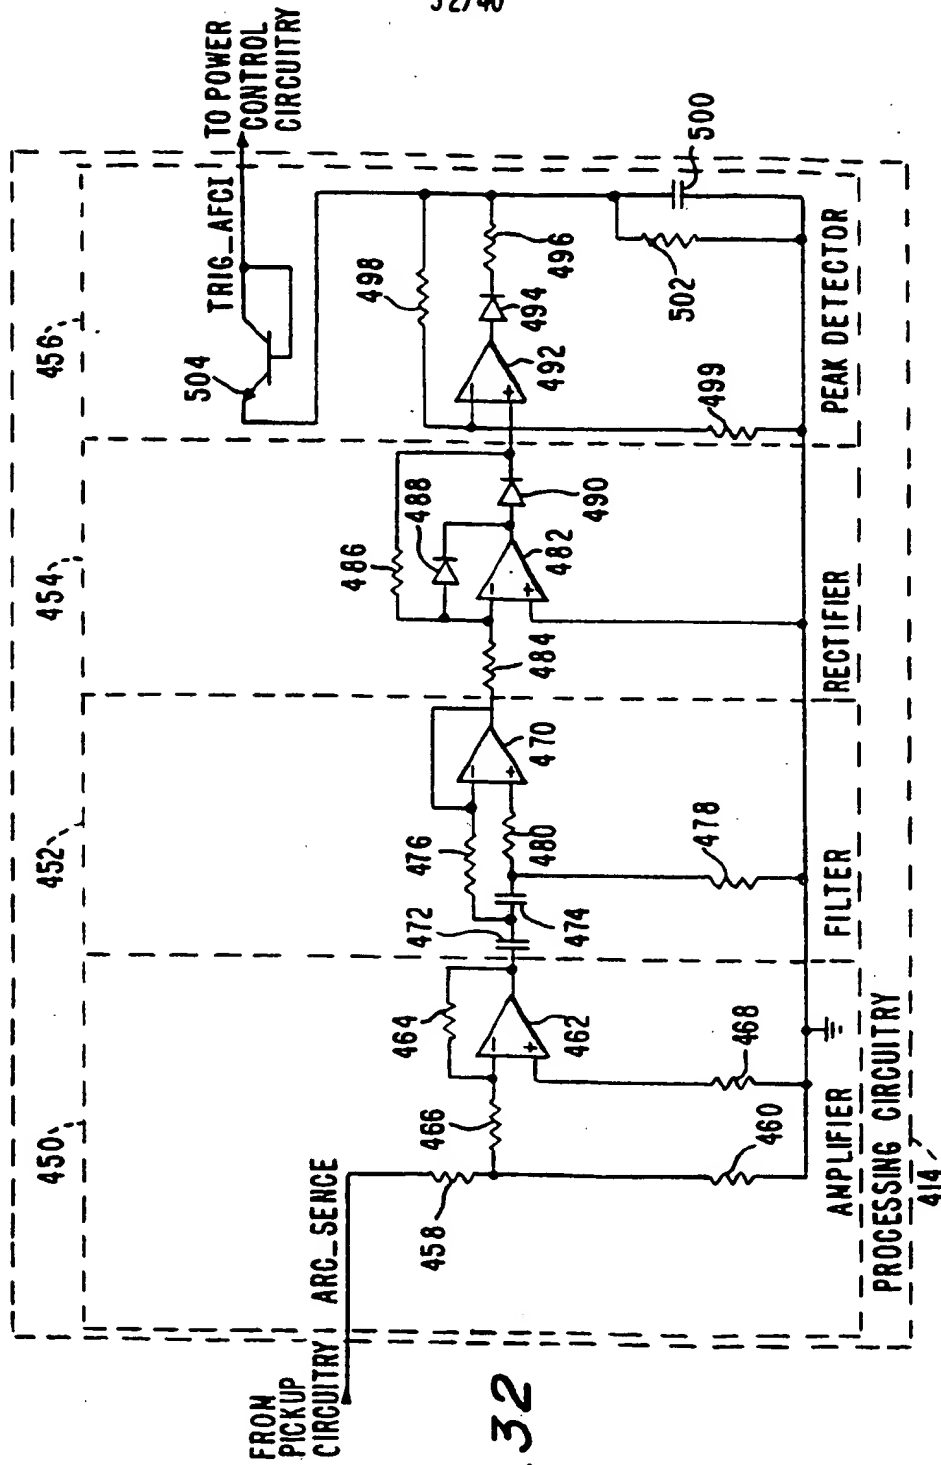 32/40
TO POWER
CONTROL
CIRCUITRY
TRIG_AFCI
504
456
498
496
494
492
500
502
499
PEAK DETECTOR
454
486
488
490
482
484
RECTIFIER
452
476
470
480
472
474
478
FILTER
450
464
462
466
468
458
460
ARC_SENCE
AMPLIFIER
PROCESSING CIRCUITRY
414
FROM
PICKUP
CIRCUITRY
32